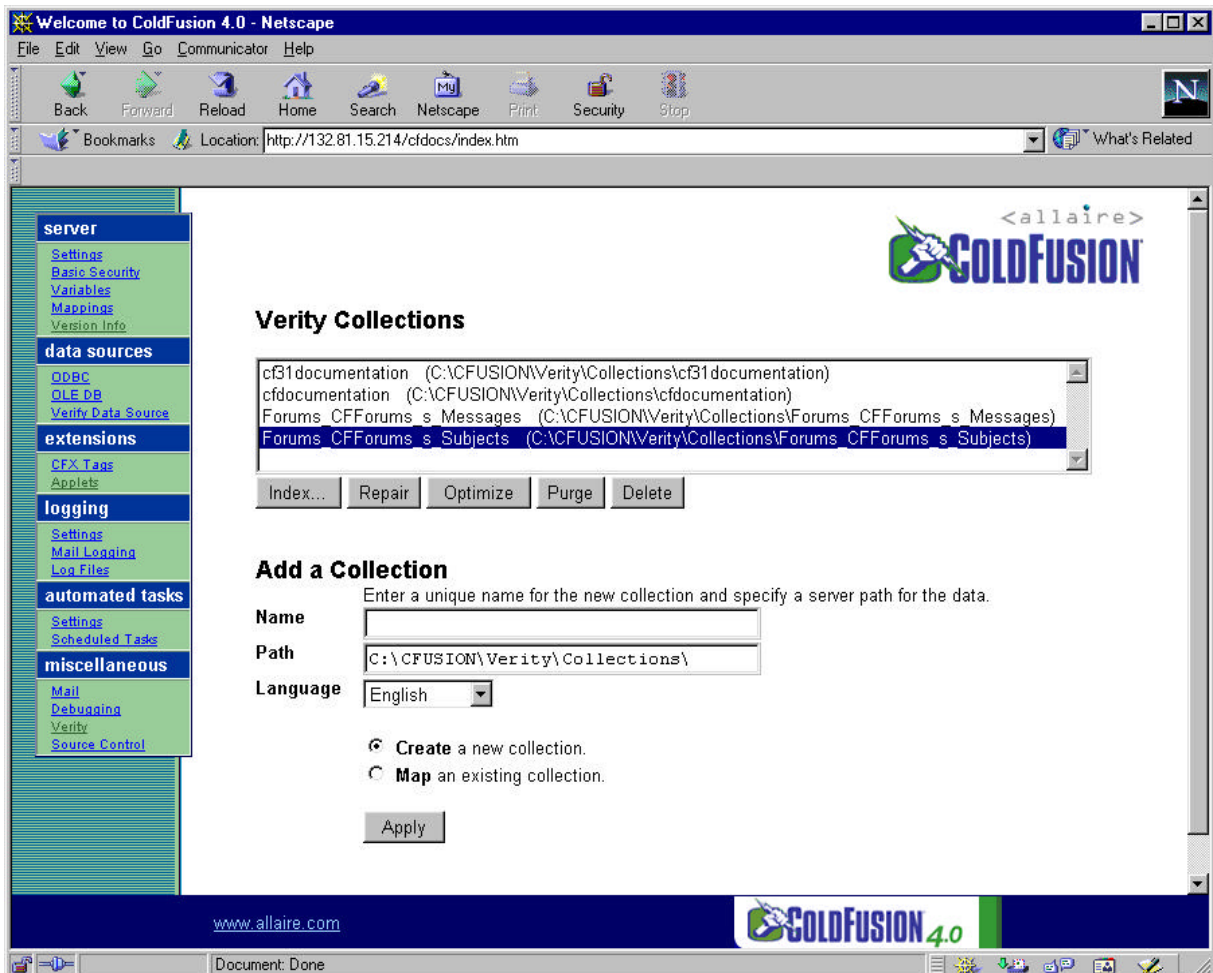 Welcome to ColdFusion 4.0 - Netscape
File Edit View Go Communicator Help
Back Forward Reload Home Search Netscape Print Security Stop
My
N
Bookmarks Location: http://132.81.15.214/cfdocs/index.htm What's Related
<allaire>
COLDFUSION
server
Settings
Basic Security
Variables
Mappings
Version Info
data sources
ODBC
OLE DB
Verify Data Source
extensions
CFX Tags
Applets
logging
Settings
Mail Logging
Log Files
automated tasks
Settings
Scheduled Tasks
miscellaneous
Mail
Debugging
Verity
Source Control
Verity Collections
cf31documentation (C:\CFUSION\Verity\Collections\cf31documentation)
cfdocumentation (C:\CFUSION\Verity\Collections\cfdocumentation)
Forums_CFForums_s_Messages (C:\CFUSION\Verity\Collections\Forums_CFForums_s_Messages)
Forums_CFForums_s_Subjects (C:\CFUSION\Verity\Collections\Forums_CFForums_s_Subjects)
Index... Repair Optimize Purge Delete
Add a Collection
Enter a unique name for the new collection and specify a server path for the data.
Name
Path C:\CFUSION\Verity\Collections\
Language English
Create a new collection.
Map an existing collection.
Apply
www.allaire.com
COLDFUSION 4.0
Document: Done